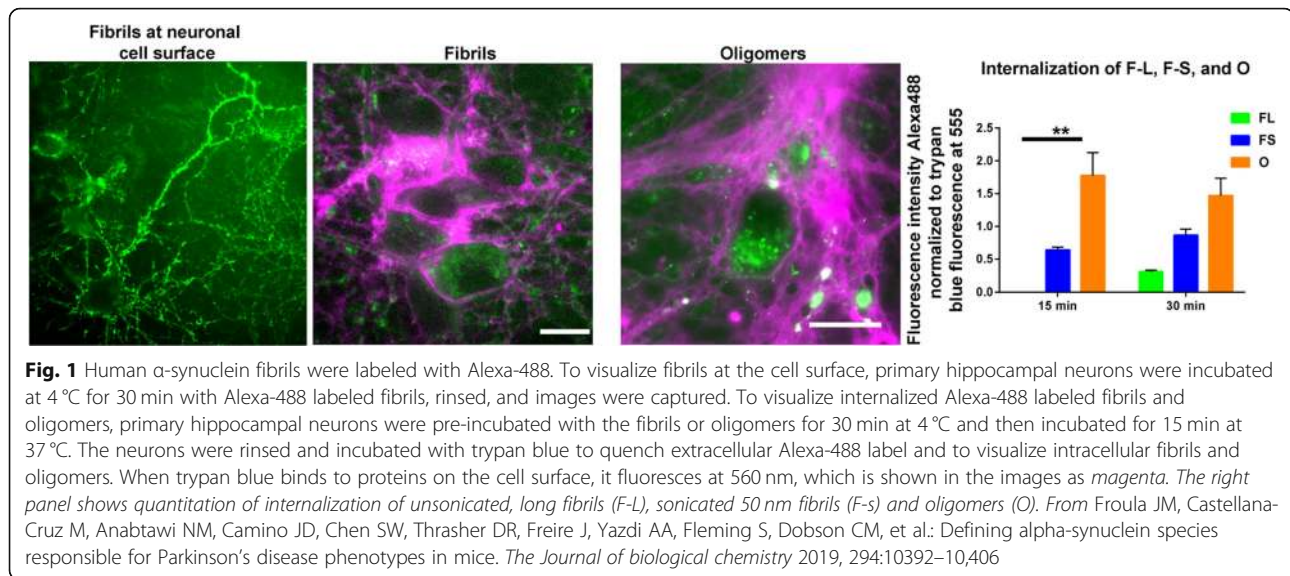 Fibrils at neuronal
cell surface
Fibrils
Oligomers
Internalization of F-L, F-S, and O
Fluorescence intensity Alexa488
normalized to trypan
blue fluorescence at 555
2.5
2.0
1.5
1.0
0.5
0.0
**
15 min
30 min
FL
FS
O
Fig. 1 Human α-synuclein fibrils were labeled with Alexa-488. To visualize fibrils at the cell surface, primary hippocampal neurons were incubated
at 4 °C for 30 min with Alexa-488 labeled fibrils, rinsed, and images were captured. To visualize internalized Alexa-488 labeled fibrils and
oligomers, primary hippocampal neurons were pre-incubated with the fibrils or oligomers for 30 min at 4 °C and then incubated for 15 min at
37 °C. The neurons were rinsed and incubated with trypan blue to quench extracellular Alexa-488 label and to visualize intracellular fibrils and
oligomers. When trypan blue binds to proteins on the cell surface, it fluoresces at 560 nm, which is shown in the images as magenta. The right
panel shows quantitation of internalization of unsonicated, long fibrils (F-L), sonicated 50 nm fibrils (F-s) and oligomers (O). From Froula JM, Castellana-
Cruz M, Anabtawi NM, Camino JD, Chen SW, Thrasher DR, Freire J, Yazdi AA, Fleming S, Dobson CM, et al.: Defining alpha-synuclein species
responsible for Parkinson's disease phenotypes in mice. The Journal of biological chemistry 2019, 294:10392–10,406